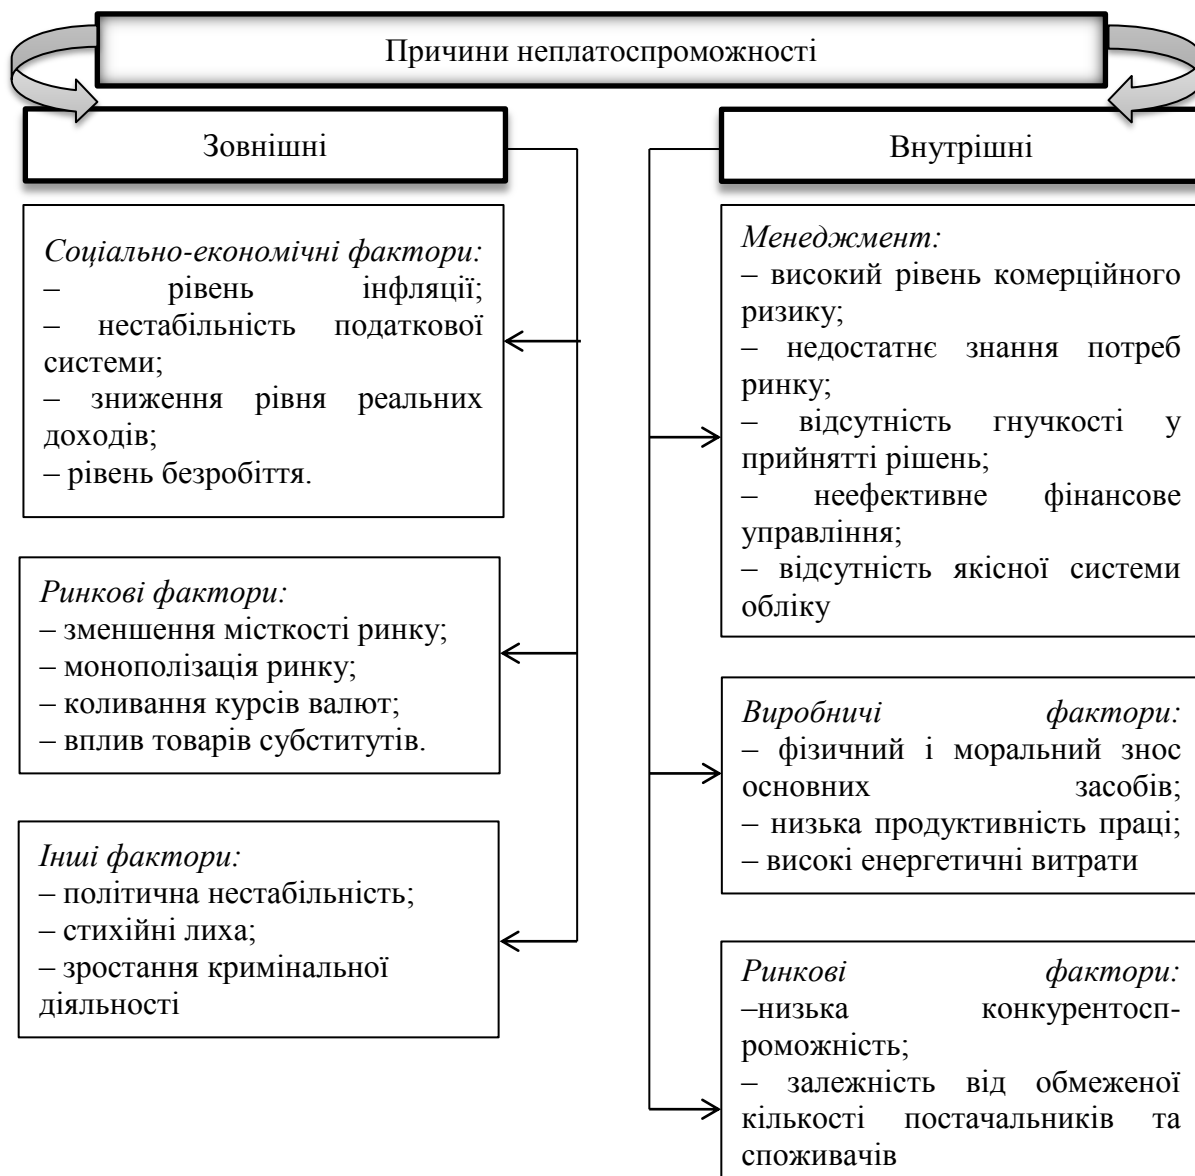 Причини неплатоспроможності
Зовнішні
Соціально-економічні фактори:
– рівень інфляції;
– нестабільність податкової
системи;
– зниження рівня реальних
доходів;
– рівень безробіття.
Ринкові фактори:
– зменшення місткості ринку;
– монополізація ринку;
– коливання курсів валют;
– вплив товарів субститутів.
Інші фактори:
– політична нестабільність;
– стихійні лиха;
– зростання кримінальної
діяльності
Внутрішні
Менеджмент:
– високий рівень комерційного
ризику;
– недостатнє знання потреб
ринку;
– відсутність гнучкості у
прийнятті рішень;
– неефективне фінансове
управління;
– відсутність якісної системи
обліку
Виробничі фактори:
– фізичний і моральний знос
основних засобів;
– низька продуктивність праці;
– високі енергетичні витрати
Ринкові фактори:
–низька конкурентосп-
роможність;
– залежність від обмеженої
кількості постачальників та
споживачів